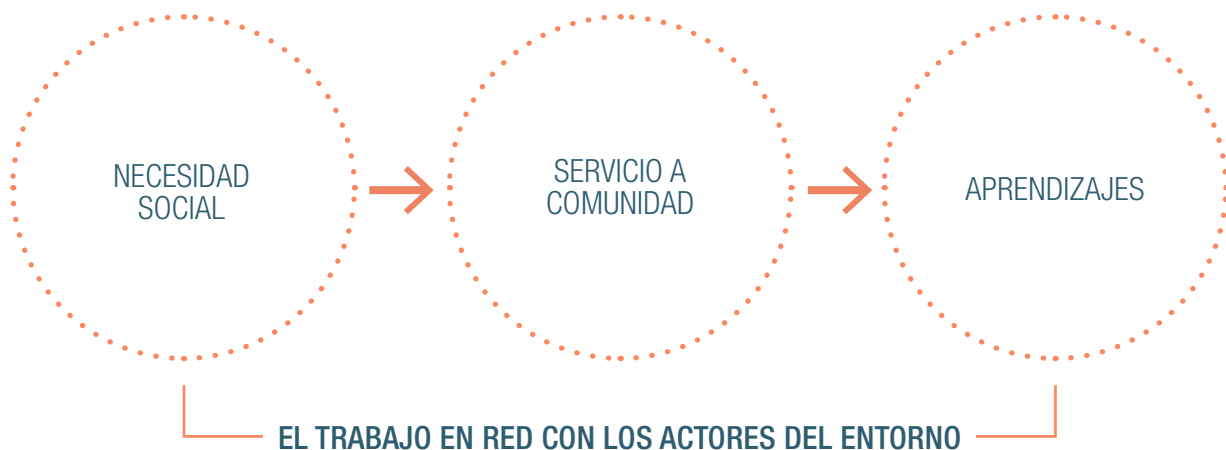 NECESIDAD
SOCIAL
SERVICIO A
COMUNIDAD
APRENDIZAJES
EL TRABAJO EN RED CON LOS ACTORES DEL ENTORNO